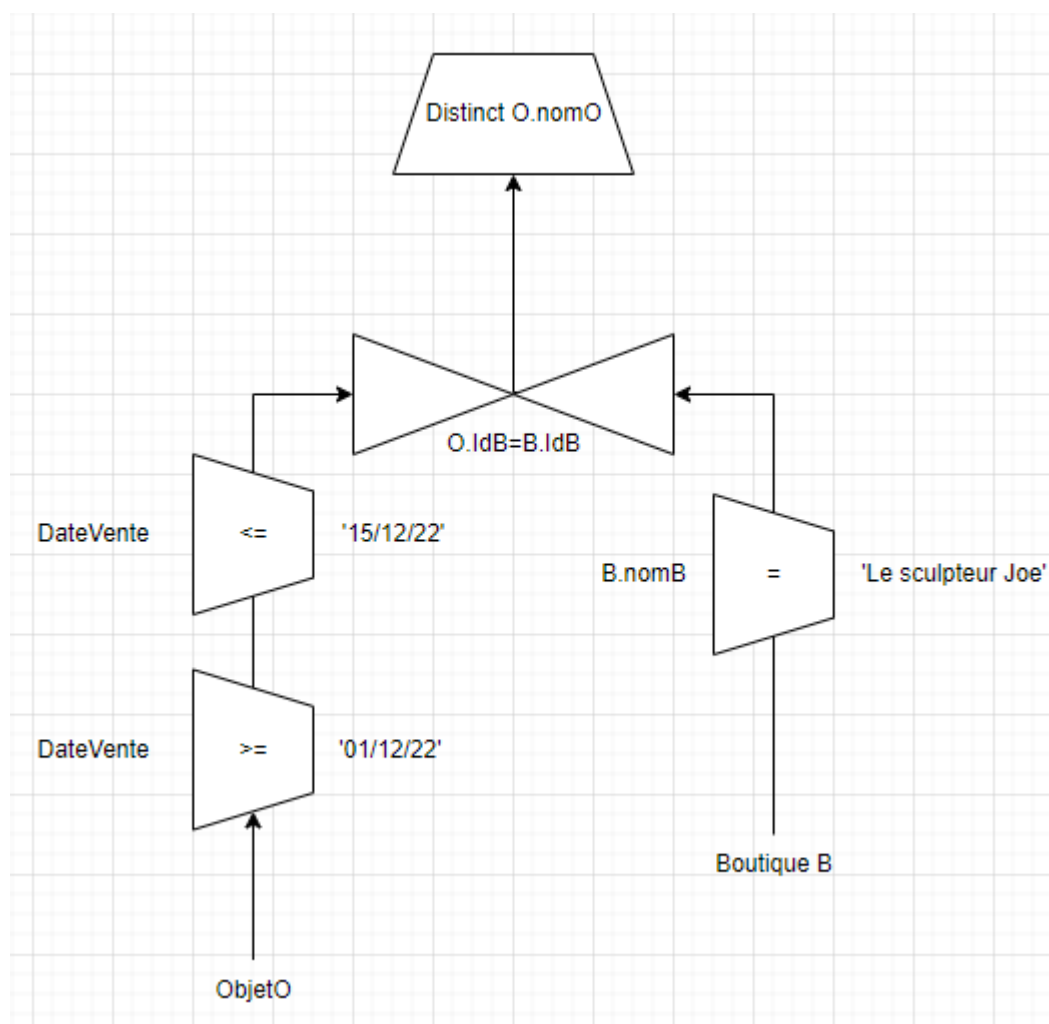 Distinct O.nomO
O.IdB=B.IdB
DateVente <= '15/12/22'
B.nomB = 'Le sculpteur Joe'
DateVente >= '01/12/22'
Boutique B
ObjetO